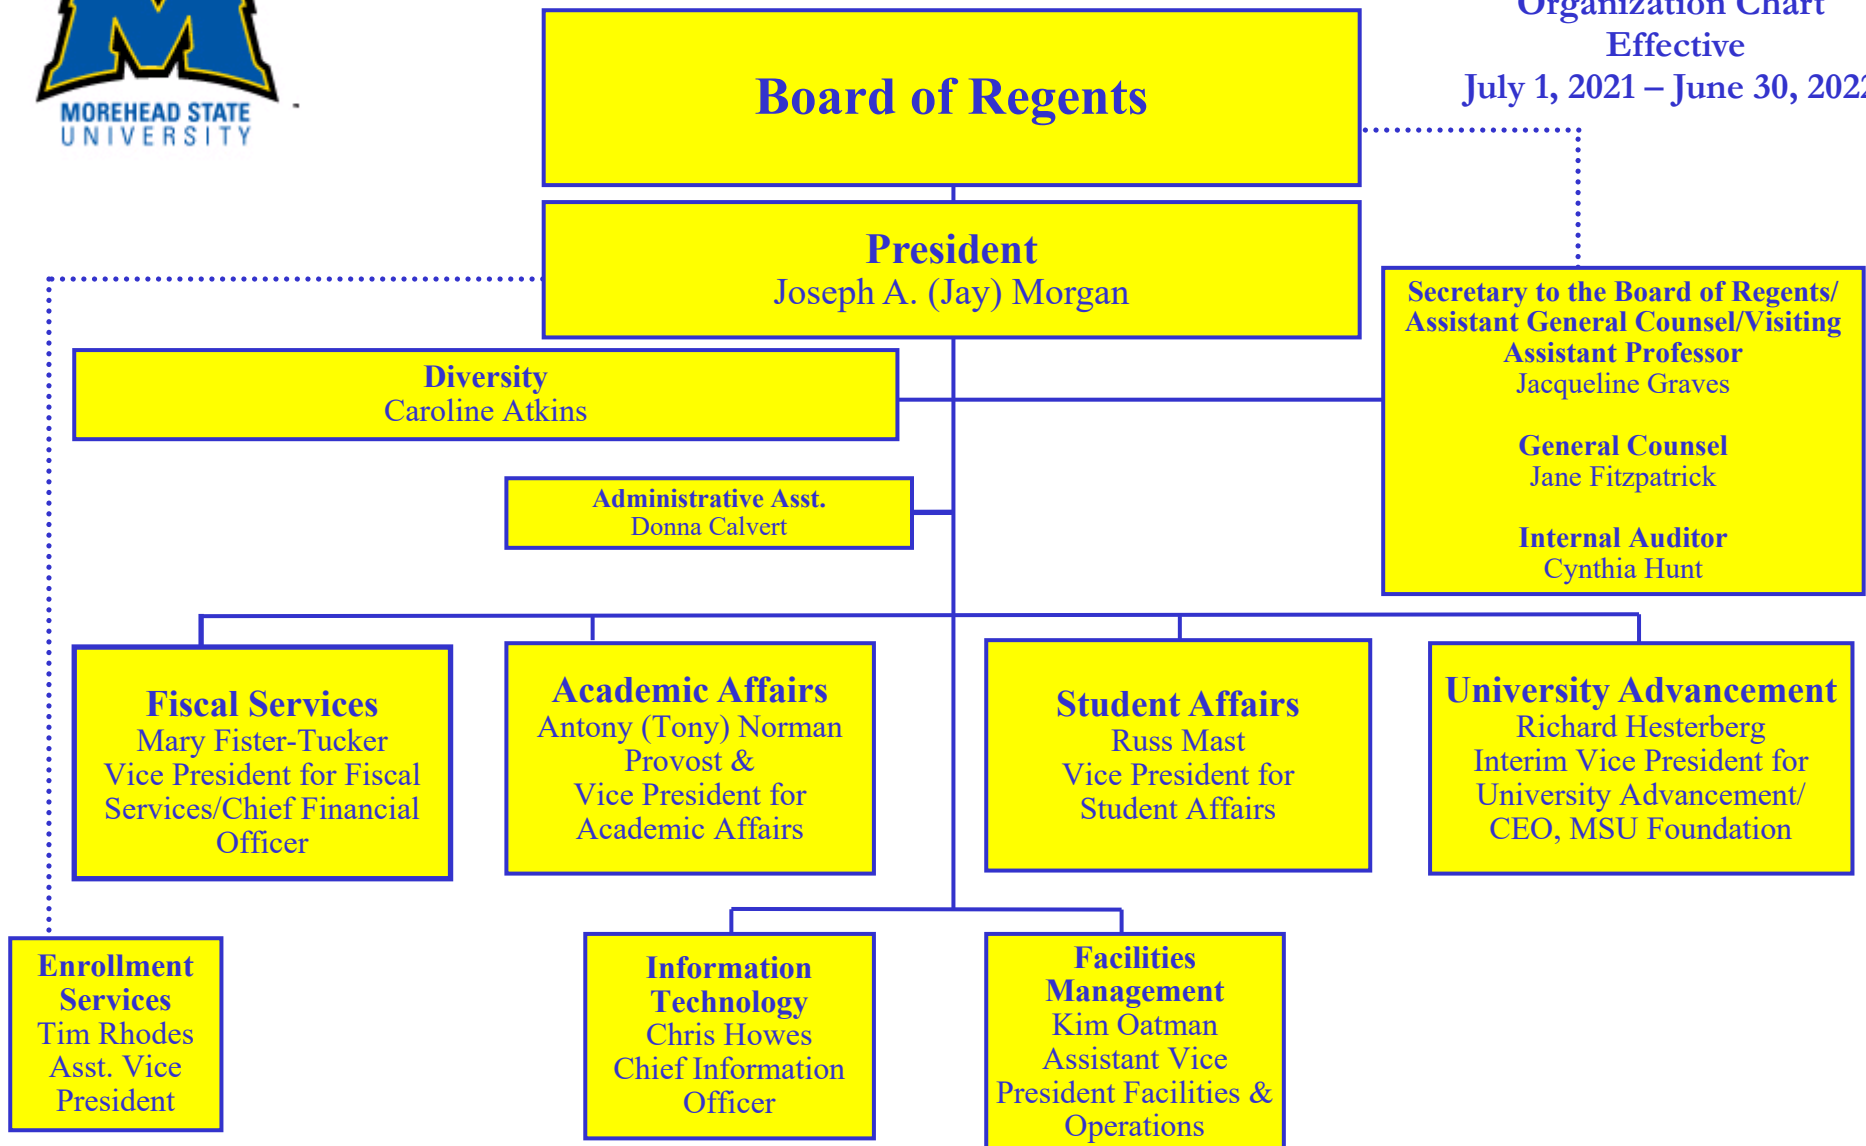 MOREHEAD STATE
UNIVERSITY
Organization Chart
Effective
July 1, 2021 – June 30, 2022
Board of Regents
President
Joseph A. (Jay) Morgan
Secretary to the Board of Regents/
Assistant General Counsel/Visiting
Assistant Professor
Jacqueline Graves
General Counsel
Jane Fitzpatrick
Internal Auditor
Cynthia Hunt
Diversity
Caroline Atkins
Administrative Asst.
Donna Calvert
Fiscal Services
Mary Fister-Tucker
Vice President for Fiscal
Services/Chief Financial
Officer
Academic Affairs
Antony (Tony) Norman
Provost &
Vice President for
Academic Affairs
Student Affairs
Russ Mast
Vice President for
Student Affairs
University Advancement
Richard Hesterberg
Interim Vice President for
University Advancement/
CEO, MSU Foundation
Enrollment
Services
Tim Rhodes
Asst. Vice
President
Information
Technology
Chris Howes
Chief Information
Officer
Facilities
Management
Kim Oatman
Assistant Vice
President Facilities &
Operations